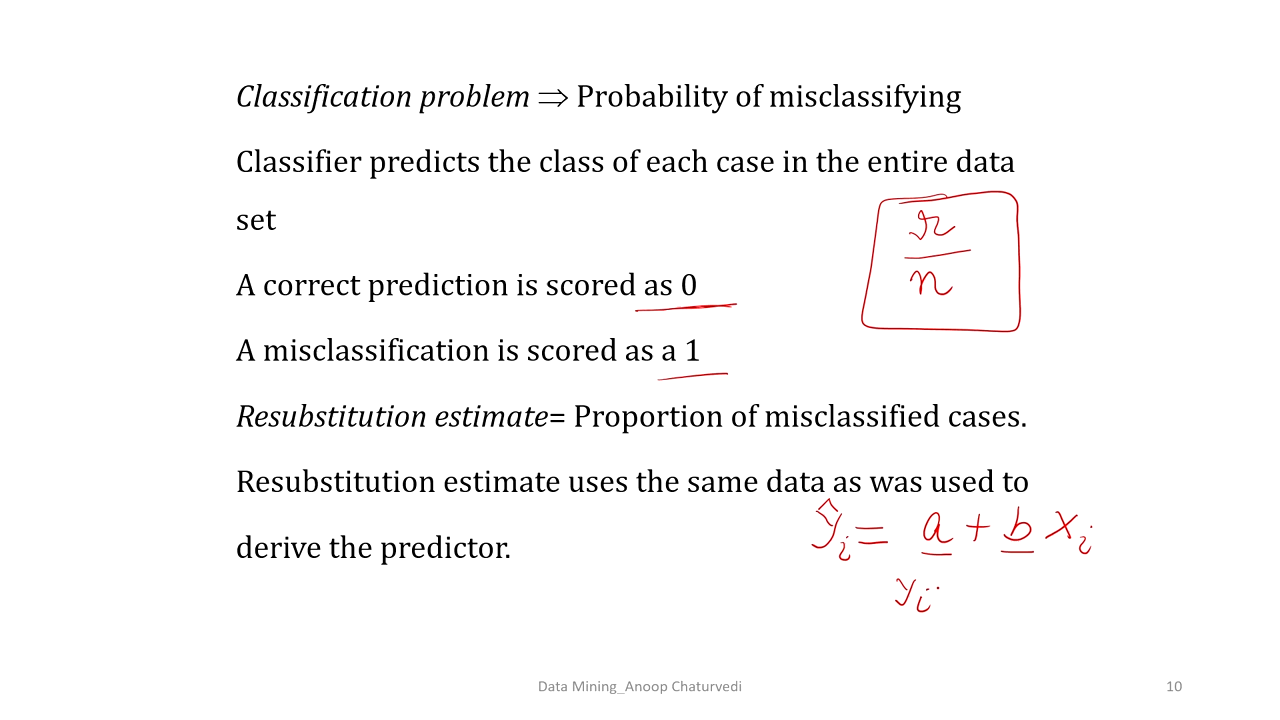 Classification problem ⟹ Probability of misclassifying
Classifier predicts the class of each case in the entire data
set
r
n
A correct prediction is scored as 0
A misclassification is scored as a 1
Resubstitution estimate= Proportion of misclassified cases.
Resubstitution estimate uses the same data as was used to
derive the predictor.
ŷi = a + b xi
yi
Data Mining_Anoop Chaturvedi
10